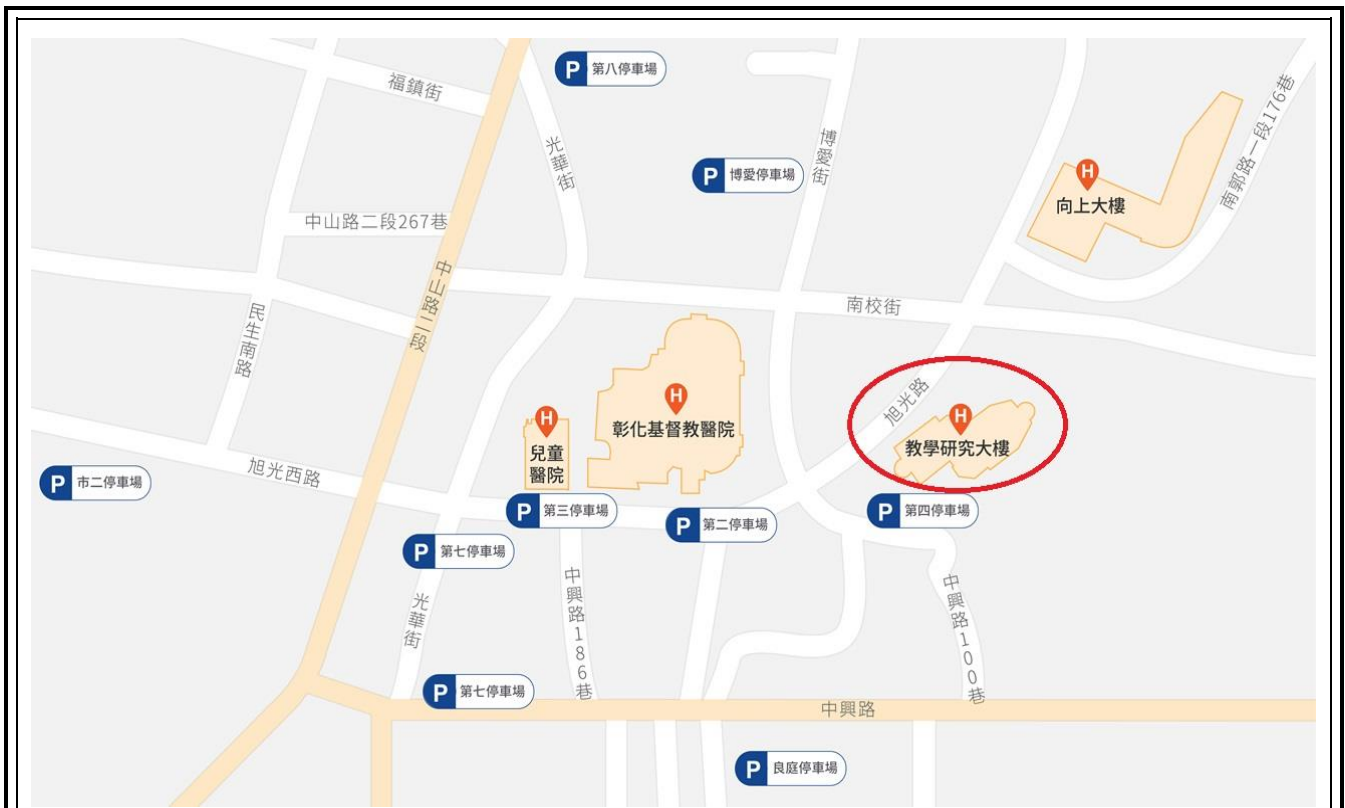 P 第八停車場
福鎮街
光華街
博愛街
P 博愛停車場
南郭路一段176巷
H
向上大樓
中山路二段267巷
中山路二段
南校街
民生南路
旭光路
H
教學研究大樓
H
彰化基督教醫院
H
兒童
醫院
旭光西路
P 市二停車場
P 第三停車場
P 第二停車場
P 第四停車場
P 第七停車場
中興路186巷
中興路100巷
光華街
P 第七停車場
中興路
P 良庭停車場